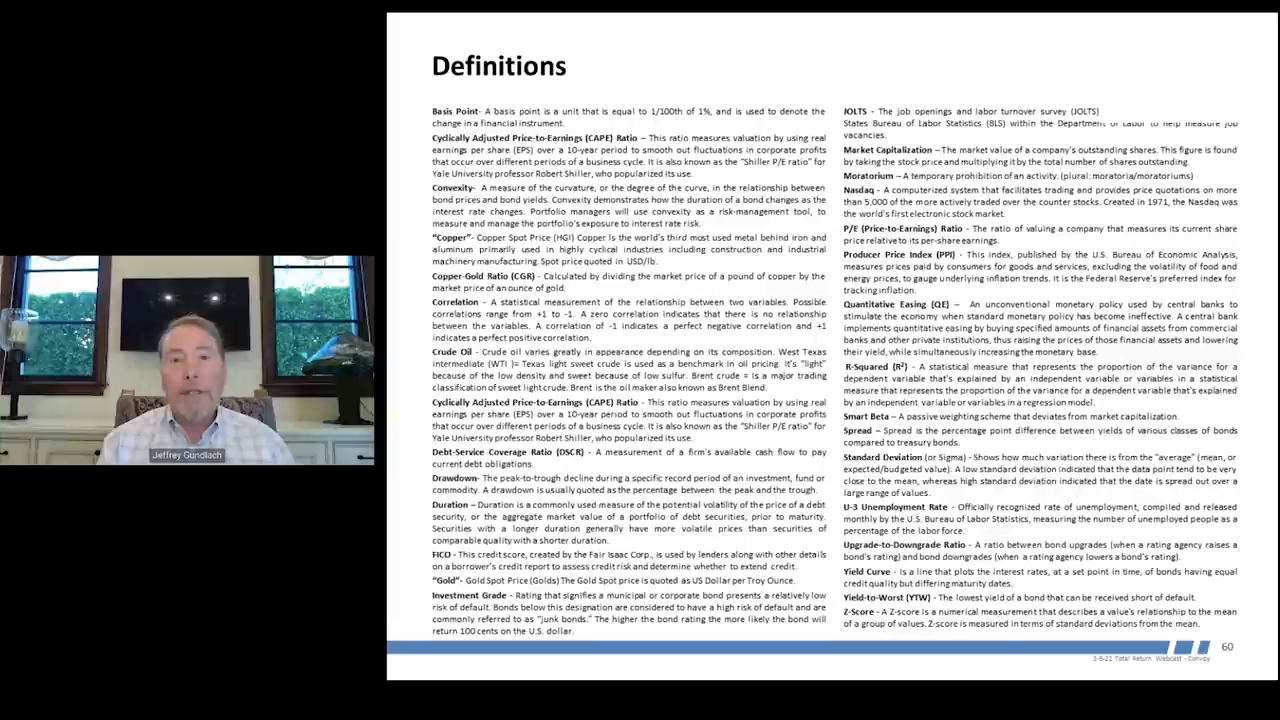 Definitions
Basis Point- A basis point is a unit that is equal to 1/100th of 1%, and is used to denote the
change in a financial instrument.
Cyclically Adjusted Price-to-Earnings (CAPE) Ratio – This ratio measures valuation by using real
earnings per share (EPS) over a 10-year period to smooth out fluctuations in corporate profits
that occur over different periods of a business cycle. It is also known as the "Shiller P/E ratio" for
Yale University professor Robert Shiller, who popularized its use.
Convexity- A measure of the curvature, or the degree of the curve, in the relationship between
bond prices and bond yields. Convexity demonstrates how the duration of a bond changes as the
interest rate changes. Portfolio managers will use convexity as a risk-management tool, to
measure and manage the portfolio's exposure to interest rate risk.
"Copper"- Copper Spot Price (HGI) Copper is the world's third most used metal behind iron and
aluminum primarily used in highly cyclical industries including construction and industrial
machinery manufacturing. Spot price quoted in USD/lb.
Copper-Gold Ratio (CGR) - Calculated by dividing the market price of a pound of copper by the
market price of an ounce of gold.
Correlation - A statistical measurement of the relationship between two variables. Possible
correlations range from +1 to -1. A zero correlation indicates that there is no relationship
between the variables. A correlation of -1 indicates a perfect negative correlation and +1
indicates a perfect positive correlation.
Crude Oil - Crude oil varies greatly in appearance depending on its composition. West Texas
intermediate (WTI )= Texas light sweet crude is used as a benchmark in oil pricing. It's "light"
because of the low density and sweet because of low sulfur. Brent crude = Is a major trading
classification of sweet light crude. Brent is the oil maker also known as Brent Blend.
Cyclically Adjusted Price-to-Earnings (CAPE) Ratio - This ratio measures valuation by using real
earnings per share (EPS) over a 10-year period to smooth out fluctuations in corporate profits
that occur over different periods of a business cycle. It is also known as the "Shiller P/E ratio" for
Yale University professor Robert Shiller, who popularized its use.
Debt-Service Coverage Ratio (DSCR) - A measurement of a firm's available cash flow to pay
current debt obligations.
Drawdown- The peak-to-trough decline during a specific record period of an investment, fund or
commodity. A drawdown is usually quoted as the percentage between the peak and the trough.
Duration – Duration is a commonly used measure of the potential volatility of the price of a debt
security, or the aggregate market value of a portfolio of debt securities, prior to maturity.
Securities with a longer duration generally have more volatile prices than securities of
comparable quality with a shorter duration.
FICO - This credit score, created by the Fair Isaac Corp., is used by lenders along with other details
on a borrower's credit report to assess credit risk and determine whether to extend credit.
"Gold"- Gold Spot Price (Golds) The Gold Spot price is quoted as US Dollar per Troy Ounce.
Investment Grade - Rating that signifies a municipal or corporate bond presents a relatively low
risk of default. Bonds below this designation are considered to have a high risk of default and are
commonly referred to as "junk bonds." The higher the bond rating the more likely the bond will
return 100 cents on the U.S. dollar.
JOLTS - The job openings and labor turnover survey (JOLTS)
States Bureau of Labor Statistics (BLS) within the Department of Labor to help measure job
vacancies.
Market Capitalization – The market value of a company's outstanding shares. This figure is found
by taking the stock price and multiplying it by the total number of shares outstanding.
Moratorium – A temporary prohibition of an activity. (plural: moratoria/moratoriums)
Nasdaq - A computerized system that facilitates trading and provides price quotations on more
than 5,000 of the more actively traded over the counter stocks. Created in 1971, the Nasdaq was
the world's first electronic stock market.
P/E (Price-to-Earnings) Ratio - The ratio of valuing a company that measures its current share
price relative to its per-share earnings.
Producer Price Index (PPI) - This index, published by the U.S. Bureau of Economic Analysis,
measures prices paid by consumers for goods and services, excluding the volatility of food and
energy prices, to gauge underlying inflation trends. It is the Federal Reserve's preferred index for
tracking inflation.
Quantitative Easing (QE) – An unconventional monetary policy used by central banks to
stimulate the economy when standard monetary policy has become ineffective. A central bank
implements quantitative easing by buying specified amounts of financial assets from commercial
banks and other private institutions, thus raising the prices of those financial assets and lowering
their yield, while simultaneously increasing the monetary base.
R-Squared (R²) - A statistical measure that represents the proportion of the variance for a
dependent variable that's explained by an independent variable or variables in a statistical
measure that represents the proportion of the variance for a dependent variable that's explained
by an independent variable or variables in a regression model.
Smart Beta – A passive weighting scheme that deviates from market capitalization.
Spread – Spread is the percentage point difference between yields of various classes of bonds
compared to treasury bonds.
Standard Deviation (or Sigma) - Shows how much variation there is from the "average" (mean, or
expected/budgeted value). A low standard deviation indicated that the data point tend to be very
close to the mean, whereas high standard deviation indicated that the date is spread out over a
large range of values.
U-3 Unemployment Rate - Officially recognized rate of unemployment, compiled and released
monthly by the U.S. Bureau of Labor Statistics, measuring the number of unemployed people as a
percentage of the labor force.
Upgrade-to-Downgrade Ratio - A ratio between bond upgrades (when a rating agency raises a
bond's rating) and bond downgrades (when a rating agency lowers a bond's rating).
Yield Curve - Is a line that plots the interest rates, at a set point in time, of bonds having equal
credit quality but differing maturity dates.
Yield-to-Worst (YTW) - The lowest yield of a bond that can be received short of default.
Z-Score - A Z-score is a numerical measurement that describes a value's relationship to the mean
of a group of values. Z-score is measured in terms of standard deviations from the mean.
Jeffrey Gundlach
60
3-8-22 Total Return Webcast - Convoy